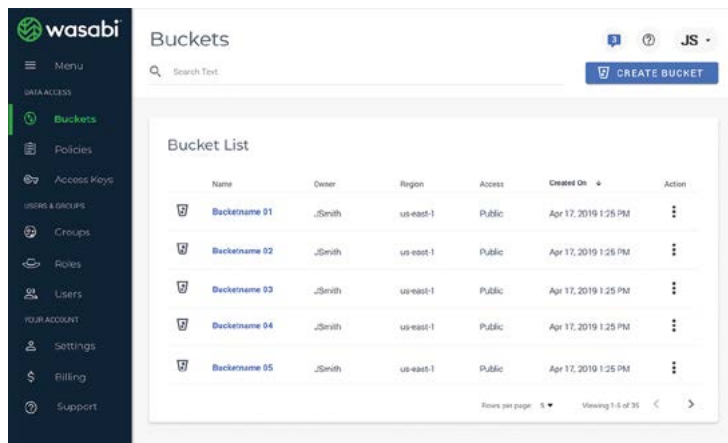 wasabi
Menu
DATA ACCESS
Buckets
Policies
Access Keys
USERS & GROUPS
Groups
Roles
Users
YOUR ACCOUNT
Settings
Billing
Support
Buckets
3
JS
Search Text
CREATE BUCKET
Bucket List
Name Owner Region Access Created On Action
Bucketname 01 JSmith us-east-1 Public Apr 17, 2019 1:25 PM
Bucketname 02 JSmith us-east-1 Public Apr 17, 2019 1:25 PM
Bucketname 03 JSmith us-east-1 Public Apr 17, 2019 1:25 PM
Bucketname 04 JSmith us-east-1 Public Apr 17, 2019 1:25 PM
Bucketname 05 JSmith us-east-1 Public Apr 17, 2019 1:25 PM
Rows per page: 5 Viewing 1-5 of 35